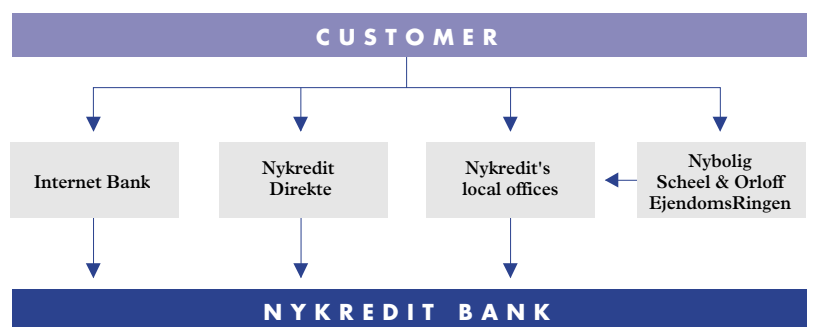 CUSTOMER
Internet Bank
Nykredit
Direkte
Nykredit's
local offices
Nybolig
Scheel & Orloff
EjendomsRingen
NYKREDIT BANK